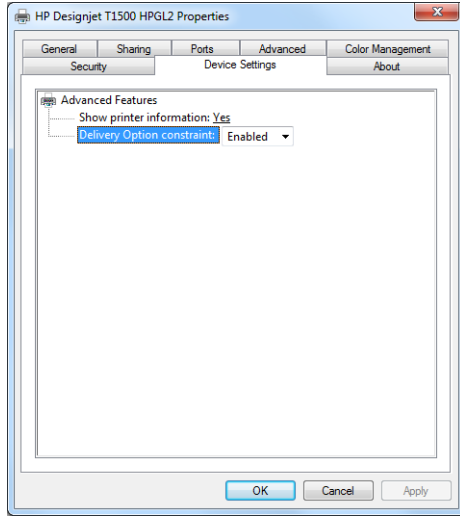 HP Designjet T1500 HPGL2 Properties
General Sharing Ports Advanced Color Management
Security Device Settings About
Advanced Features
Show printer information: Yes
Delivery Option constraint: Enabled
OK Cancel Apply